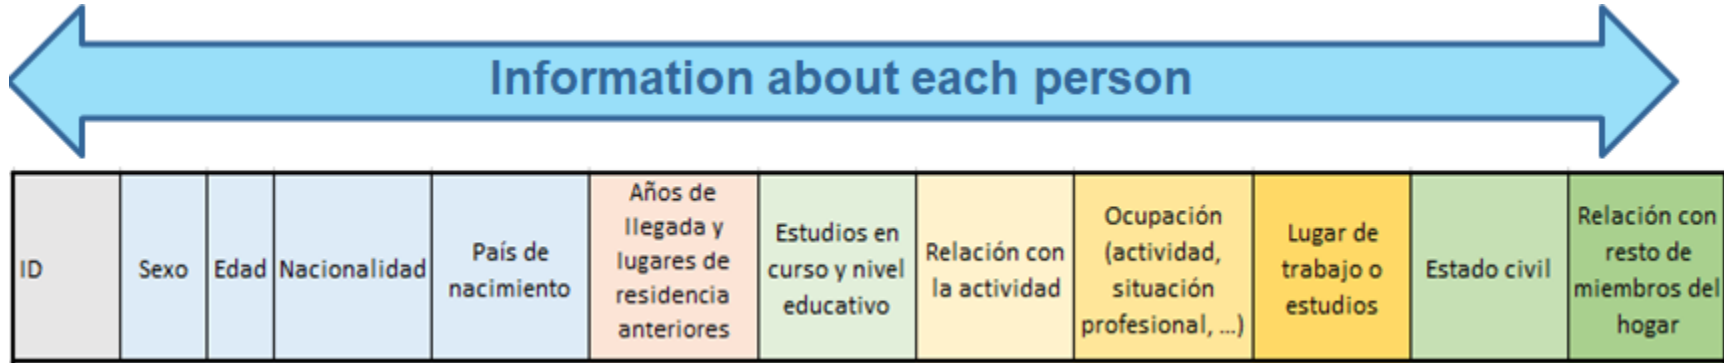 Information about each person
ID
Sexo
Edad
Nacionalidad
País de
nacimiento
Años de
llegada y
lugares de
residencia
anteriores
Estudios en
curso y nivel
educativo
Relación con
la actividad
Ocupación
(actividad,
situación
profesional, ...)
Lugar de
trabajo o
estudios
Estado civil
Relación con
resto de
miembros del
hogar